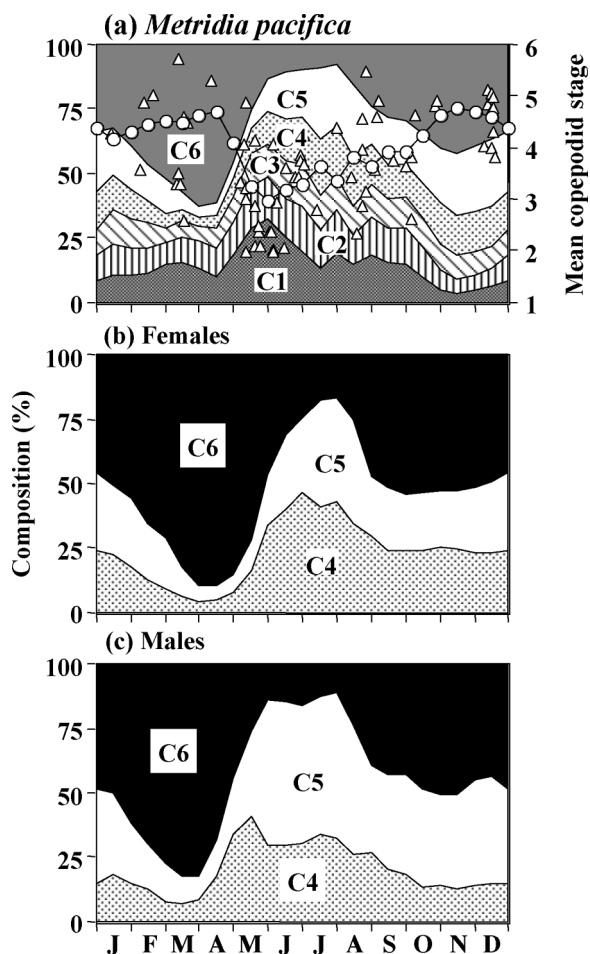 (a) Metridia pacifica
100
75
50
25
0
6
5
4
3
2
1
Mean copepodid stage
C5
C4
C6
C3
C2
C1
(b) Females
100
75
50
25
0
C6
C5
C4
Composition (%)
(c) Males
100
75
50
25
0
C6
C5
C4
J F M A M J J A S O N D